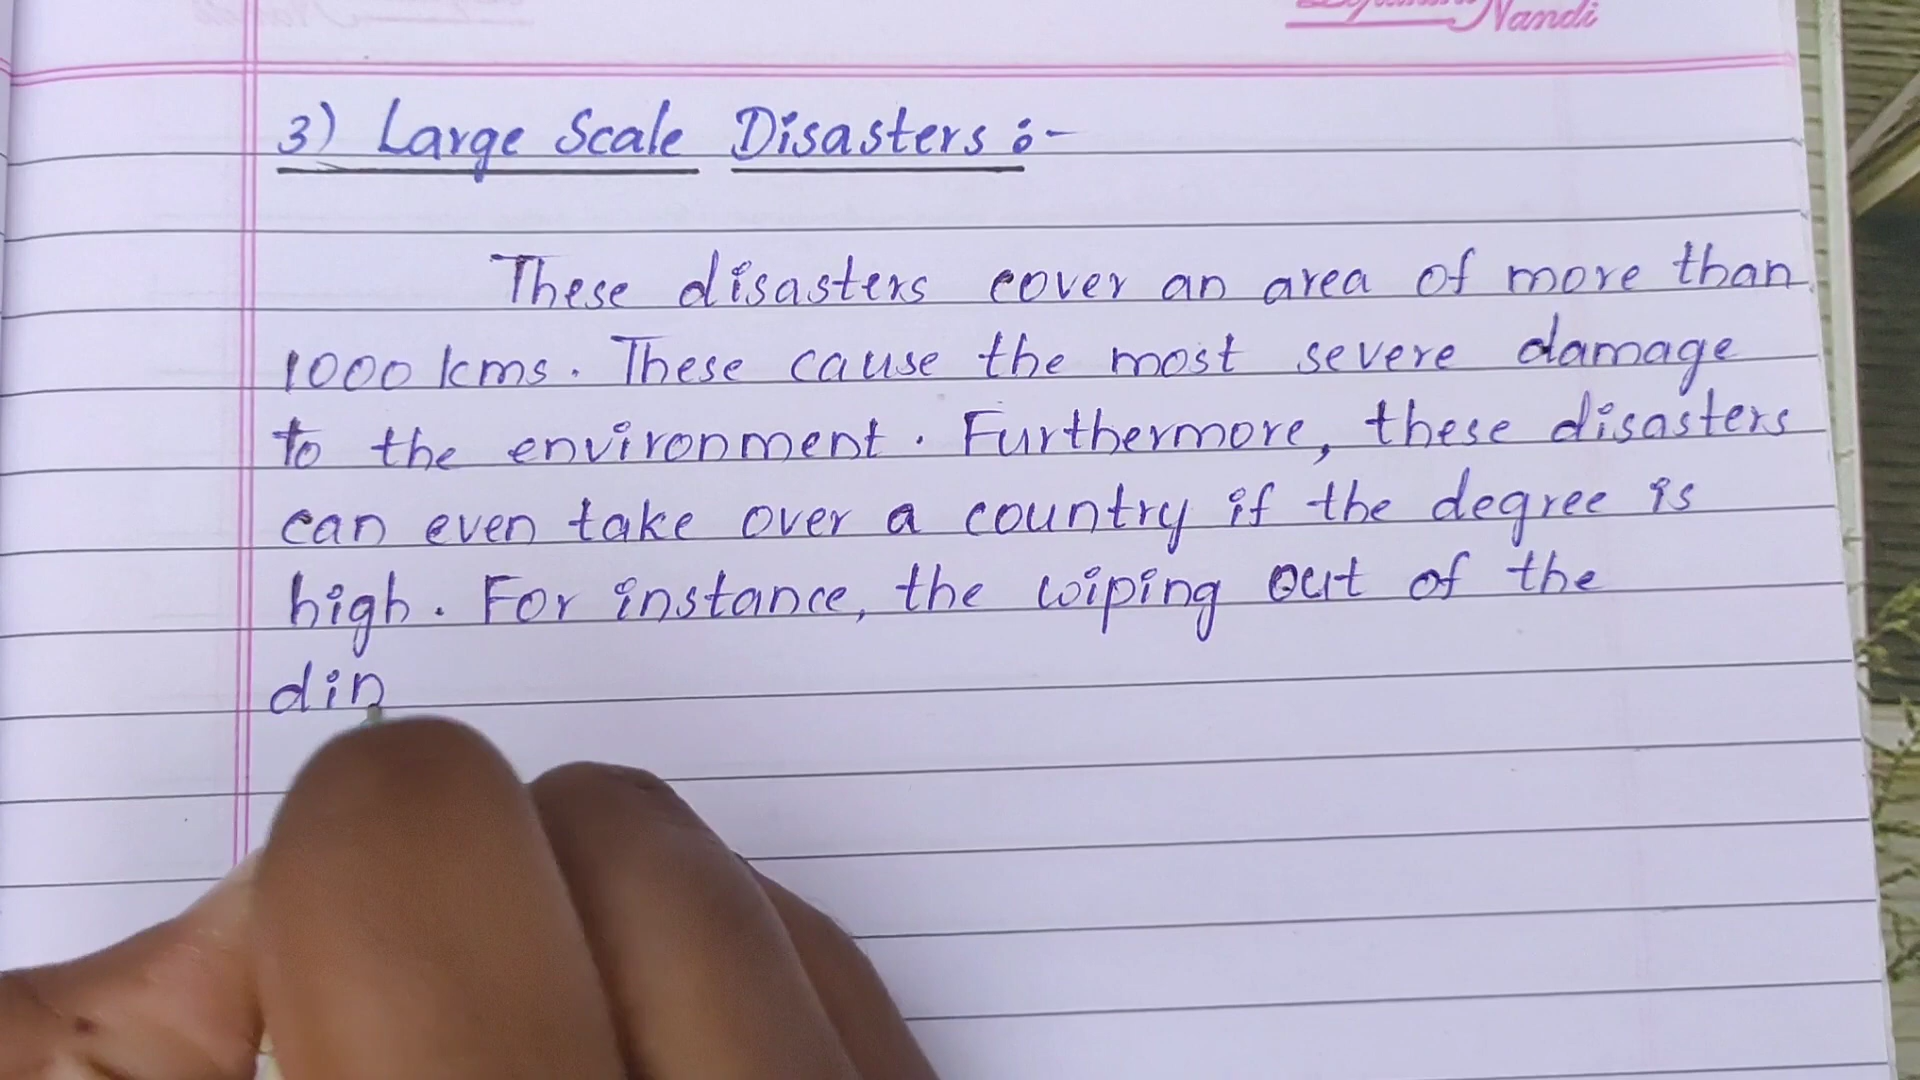 Nandi
3) Large Scale Disasters :-
These disasters cover an area of more than
1000 kms. These cause the most severe damage
to the environment. Furthermore, these disasters
can even take over a country if the degree is
high. For instance, the wiping out of the
din